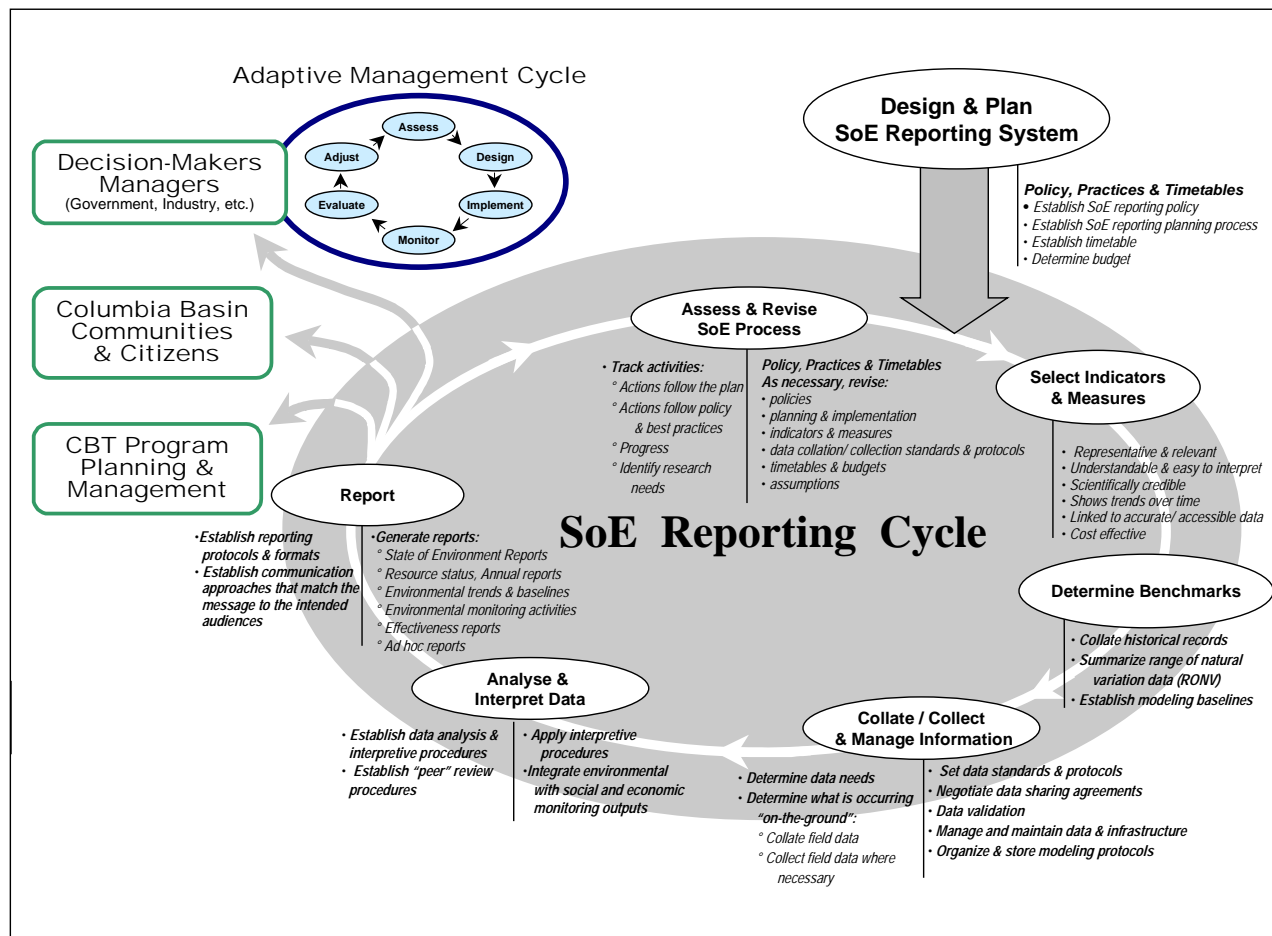 Adaptive Management Cycle
Assess
Design
Implement
Monitor
Evaluate
Adjust
Decision-Makers
Managers
(Government, Industry, etc.)
Columbia Basin
Communities
& Citizens
CBT Program
Planning &
Management
Design & Plan
SoE Reporting System
Policy, Practices & Timetables
• Establish SoE reporting policy
• Establish SoE reporting planning process
• Establish timetable
• Determine budget
Assess & Revise
SoE Process
• Track activities:
° Actions follow the plan
° Actions follow policy
& best practices
° Progress
° Identify research
needs
Policy, Practices & Timetables
As necessary, revise:
• policies
• planning & implementation
• indicators & measures
• data collation/ collection standards & protocols
• timetables & budgets
• assumptions
Select Indicators
& Measures
• Representative & relevant
• Understandable & easy to interpret
• Scientifically credible
• Shows trends over time
• Linked to accurate/ accessible data
• Cost effective
SoE Reporting Cycle
Determine Benchmarks
• Collate historical records
• Summarize range of natural
variation data (RONV)
• Establish modeling baselines
Collate / Collect
& Manage Information
• Determine data needs
• Determine what is occurring
"on-the-ground":
° Collate field data
° Collect field data where
necessary
• Set data standards & protocols
• Negotiate data sharing agreements
• Data validation
• Manage and maintain data & infrastructure
• Organize & store modeling protocols
Analyse &
Interpret Data
• Establish data analysis &
interpretive procedures
• Establish "peer" review
procedures
• Apply interpretive
procedures
•Integrate environmental
with social and economic
monitoring outputs
Report
•Establish reporting
protocols & formats
• Establish communication
approaches that match the
message to the intended
audiences
•Generate reports:
° State of Environment Reports
° Resource status, Annual reports
° Environmental trends & baselines
° Environmental monitoring activities
° Effectiveness reports
° Ad hoc reports